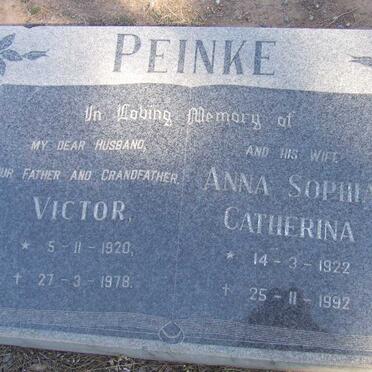 PEINKE
In Loving Memory of
MY DEAR HUSBAND,
OUR FATHER AND GRANDFATHER,
VICTOR,
* 5-11-1920,
† 27-3-1978.
AND HIS WIFE
ANNA SOPHIA
CATHERINA
* 14-3-1922
† 25-11-1992